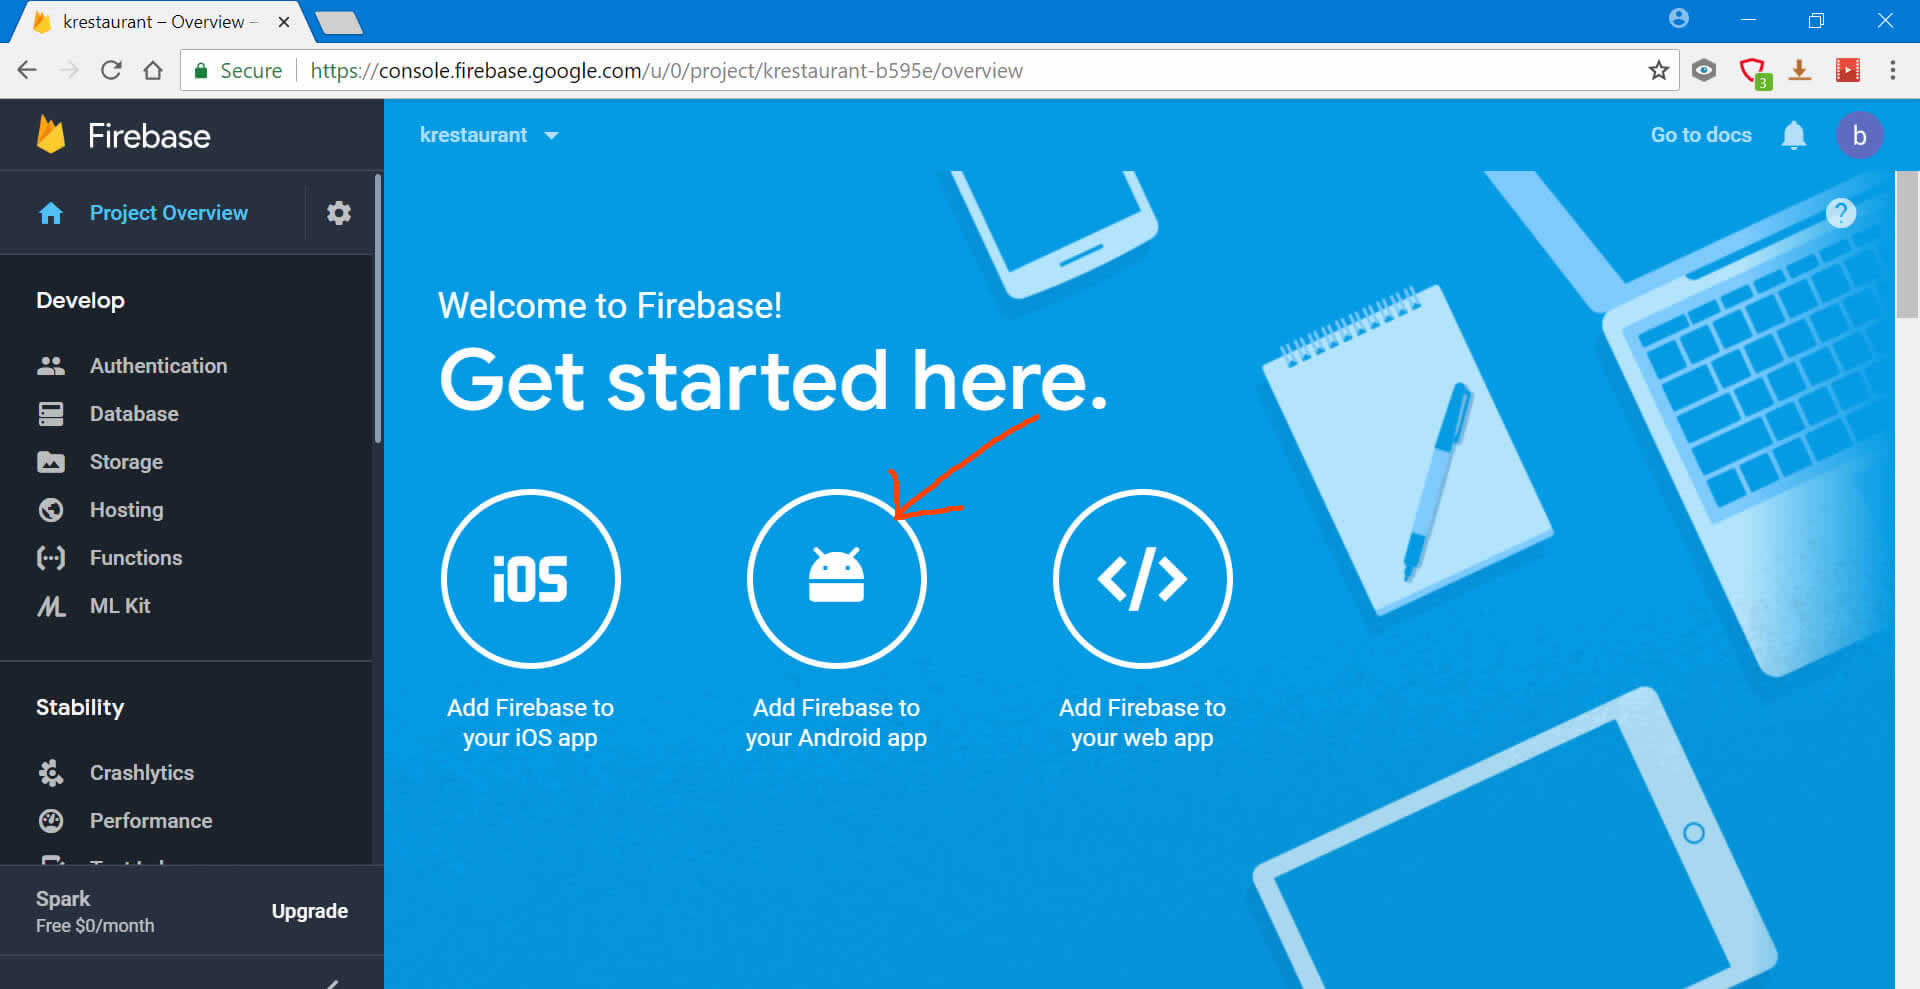 krestaurant – Overview –
Secure
https://console.firebase.google.com/u/0/project/krestaurant-b595e/overview
3
Firebase
krestaurant
Go to docs
b
Project Overview
?
Develop
Authentication
Database
Storage
Hosting
Functions
ML Kit
Stability
Crashlytics
Performance
Spark
Free $0/month
Upgrade
Welcome to Firebase!
Get started here.
iOS
Add Firebase to
your iOS app
Add Firebase to
your Android app
</>
Add Firebase to
your web app